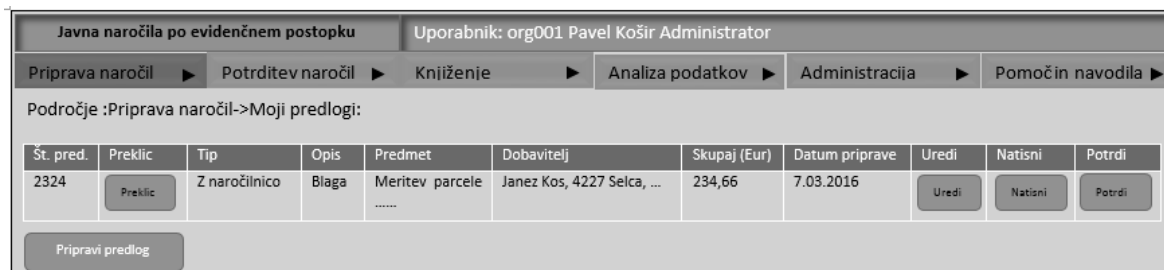 Javna naročila po evidenčnem postopku Uporabnik: org001 Pavel Košir Administrator
Priprava naročil Potrditev naročil Knjiženje Analiza podatkov Administracija Pomoč in navodila
Področje :Priprava naročil->Moji predlogi:
Št. pred. Preklic Tip Opis Predmet Dobavitelj Skupaj (Eur) Datum priprave Uredi Natisni Potrdi
2324 Preklic Z naročilnico Blaga Meritev parcele Janez Kos, 4227 Selca, ... 234,66 7.03.2016 Uredi Natisni Potrdi
......
Pripravi predlog